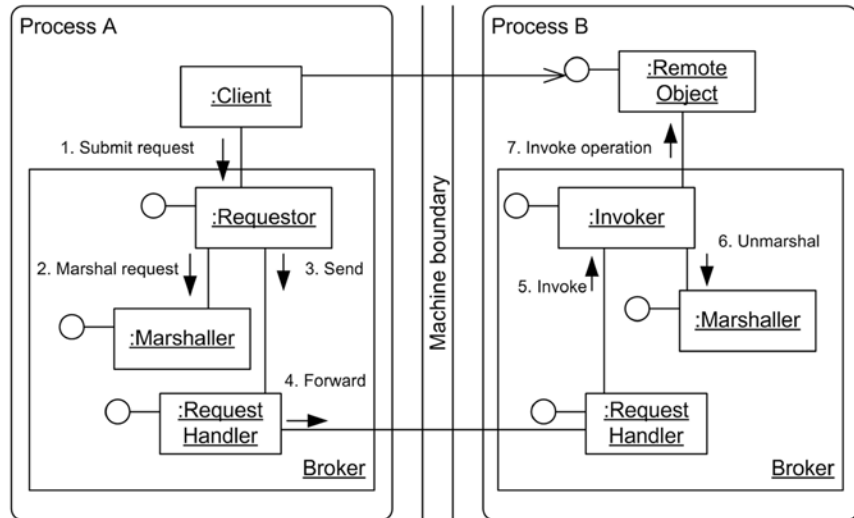 Process A
:Client
1. Submit request
:Requestor
2. Marshal request
3. Send
:Marshaller
4. Forward
:Request
Handler
Broker
Machine boundary
Process B
:Remote
Object
7. Invoke operation
:Invoker
6. Unmarshal
5. Invoke
:Marshaller
:Request
Handler
Broker